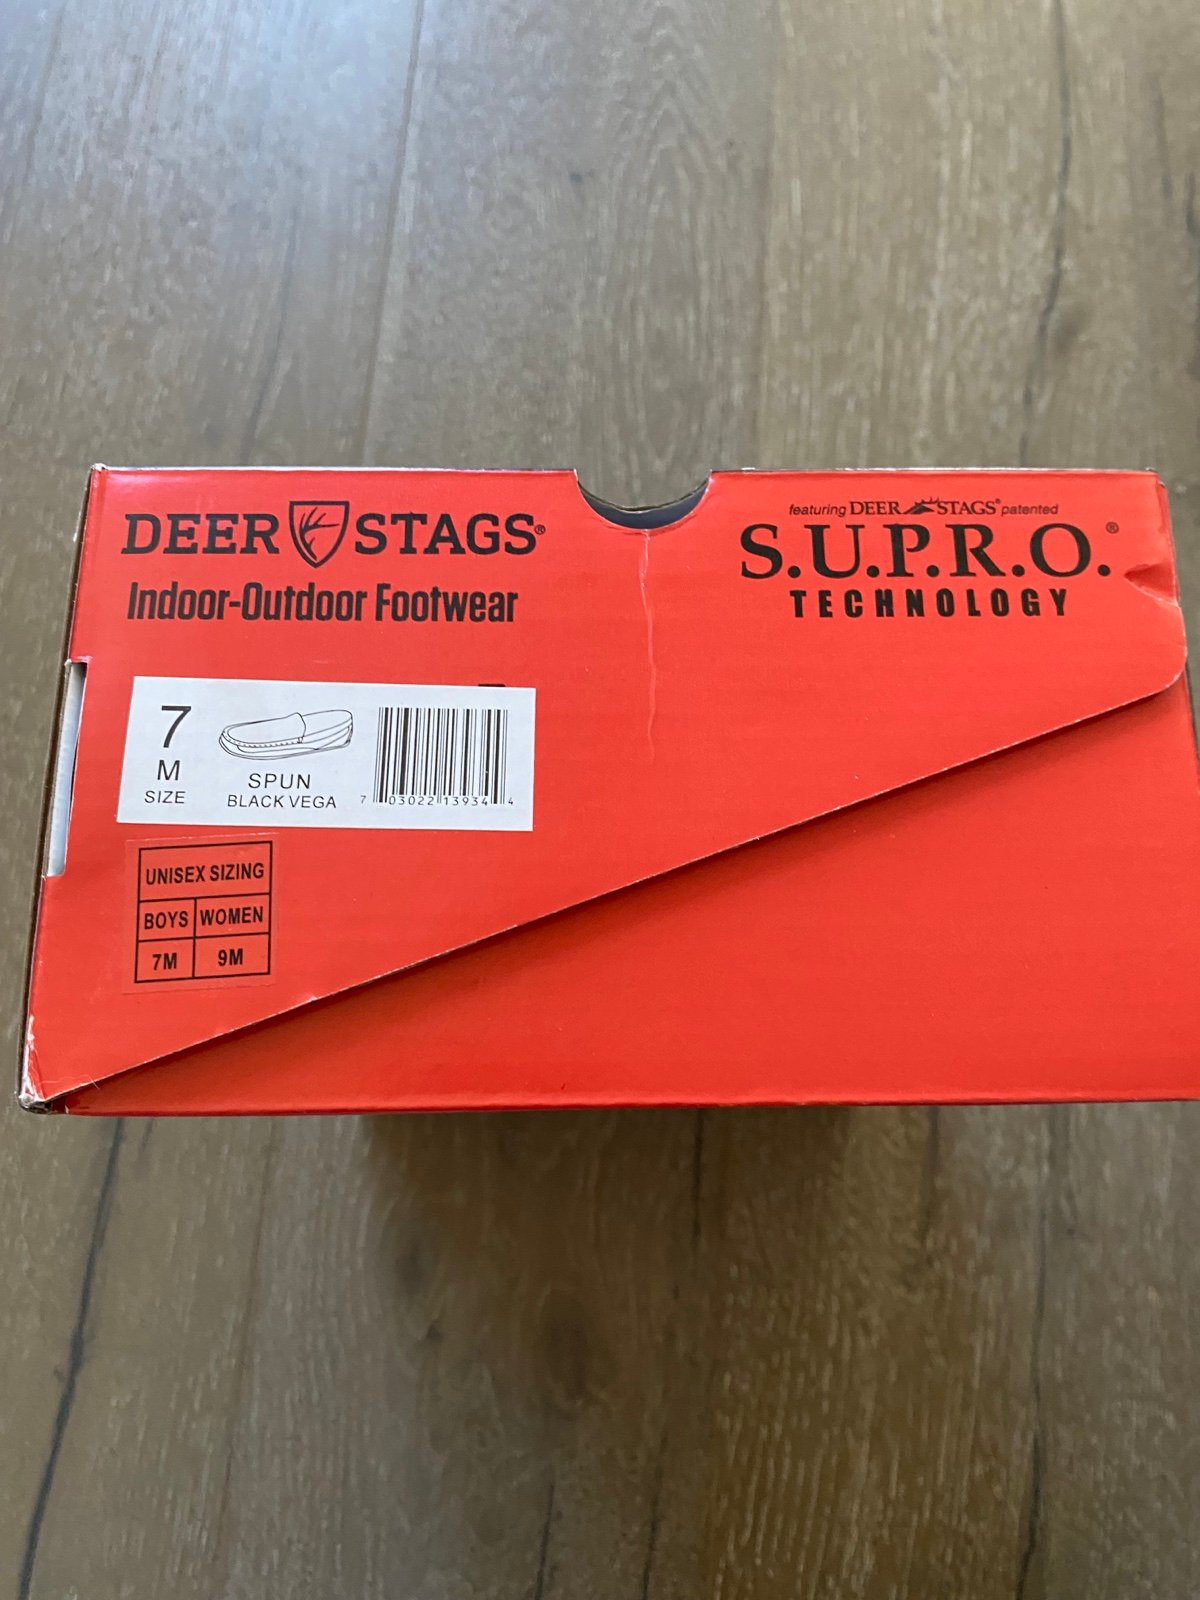 DEER STAGS®
Indoor-Outdoor Footwear
featuring DEER STAGS® patented
S.U.P.R.O.®
TECHNOLOGY
7
M
SIZE
SPUN
BLACK VEGA
7 03022 13934 4
UNISEX SIZING
BOYS WOMEN
7M 9M